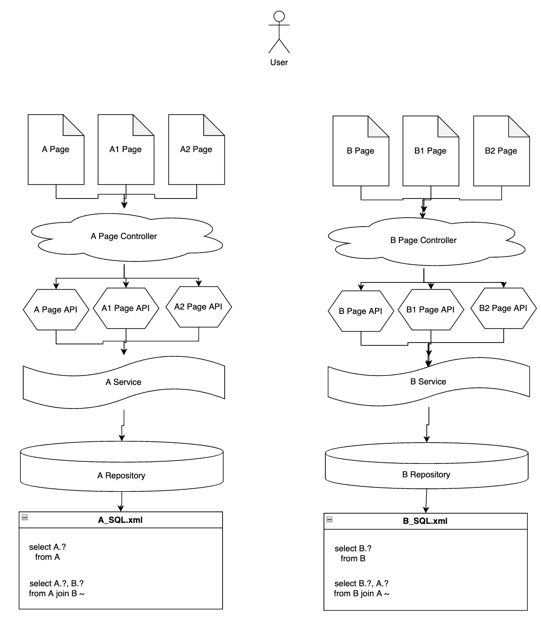 User
A Page
A1 Page
A2 Page
B Page
B1 Page
B2 Page
A Page Controller
B Page Controller
A Page API
A1 Page API
A2 Page API
B Page API
B1 Page API
B2 Page API
A Service
B Service
A Repository
B Repository
A_SQL.xml
select A.?
from A
select A.?, B.?
from A join B ~
B_SQL.xml
select B.?
from B
select B.?, A.?
from B join A ~